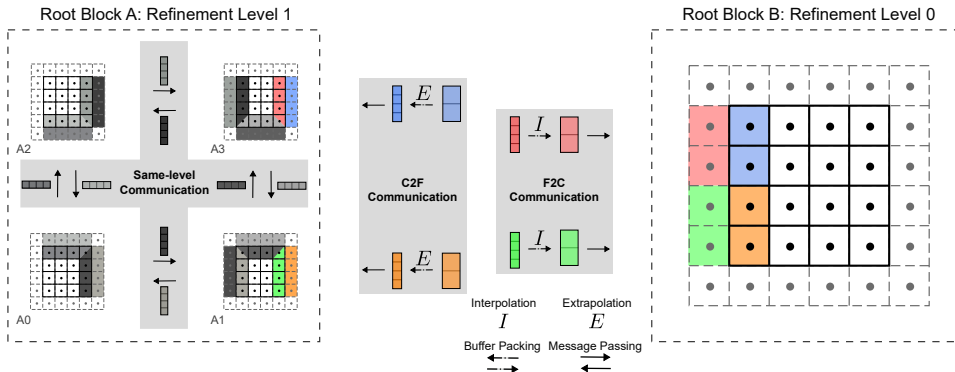 Root Block A: Refinement Level 1
Root Block B: Refinement Level 0
A2
A3
Same-level
Communication
A0
A1
E
C2F
Communication
E
I
F2C
Communication
I
Interpolation
I
Extrapolation
E
Buffer Packing
Message Passing